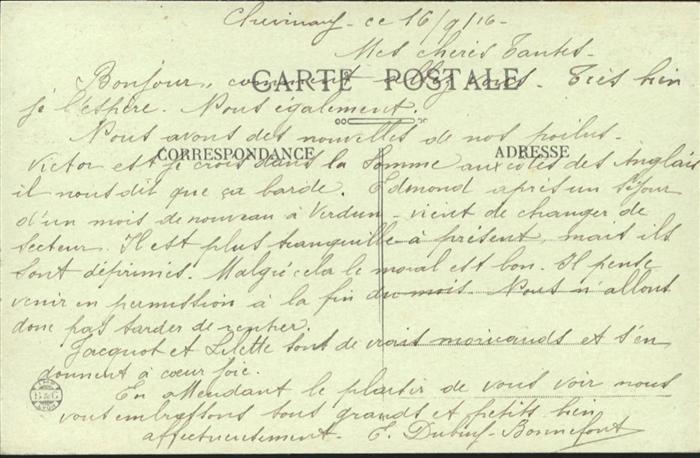 ce 16/9/16-
Mes chères Tantes-
CARTE POSTALE
Bonjour, comment allez vous. Très bien
je l'espère. Nous également.
Nous avons des nouvelles de nos poilus-
CORRESPONDANCE
ADRESSE
Victor est je crois dans la Somme aux côtés des Anglais
il nous dit que ça barde. Edmond après un séjour
d'un mois de nouveau à Verdun - vient de changer de
secteur. Il est plus tranquille à présent, mais ils
sont déprimés. Malgré cela le moral est bon. Il pense
venir en permission à la fin du mois. Nous n'allons
donc pas tarder de rentrer.
Jacquot et Lilette sont de vrais et s'en
donnent à cœur joie.
En attendant le plaisir de vous voir nous
vous embrassons tous grands et petits bien
affectueusement - E. Bonnefont
B&G